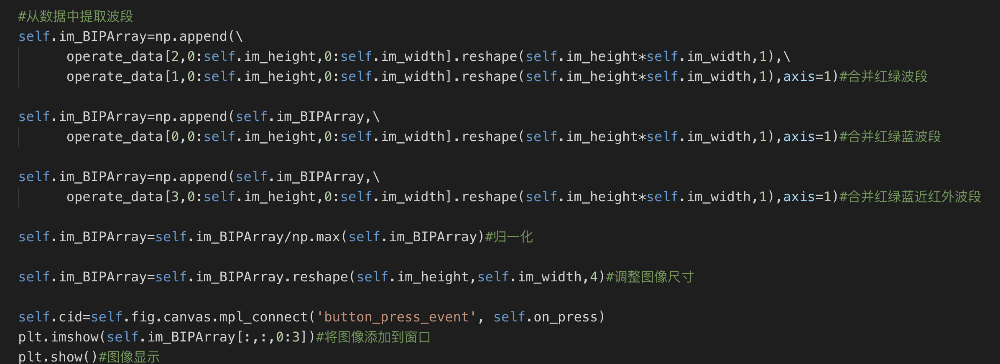 #从数据中提取波段
self.im_BIPArray=np.append(\
operate_data[2,0:self.im_height,0:self.im_width].reshape(self.im_height*self.im_width,1),\
operate_data[1,0:self.im_height,0:self.im_width].reshape(self.im_height*self.im_width,1),axis=1)#合并红绿波段
self.im_BIPArray=np.append(self.im_BIPArray,\
operate_data[0,0:self.im_height,0:self.im_width].reshape(self.im_height*self.im_width,1),axis=1)#合并红绿蓝波段
self.im_BIPArray=np.append(self.im_BIPArray,\
operate_data[3,0:self.im_height,0:self.im_width].reshape(self.im_height*self.im_width,1),axis=1)#合并红绿蓝近红外波段
self.im_BIPArray=self.im_BIPArray/np.max(self.im_BIPArray)#归一化
self.im_BIPArray=self.im_BIPArray.reshape(self.im_height,self.im_width,4)#调整图像尺寸
self.cid=self.fig.canvas.mpl_connect('button_press_event', self.on_press)
plt.imshow(self.im_BIPArray[:,:,0:3])#将图像添加到窗口
plt.show()#图像显示